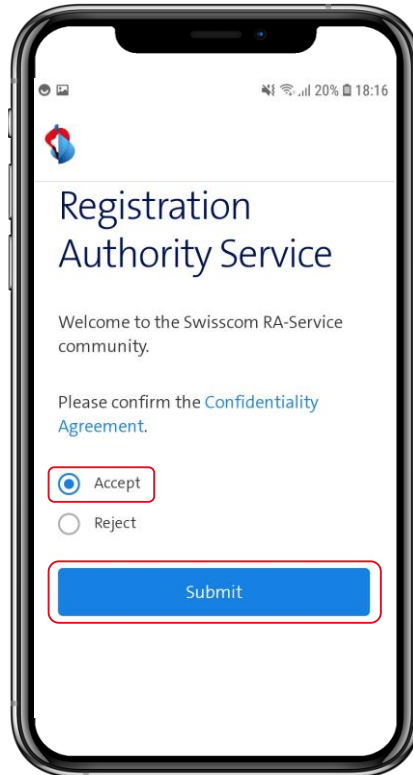 20% 18:16
Registration
Authority Service
Welcome to the Swisscom RA-Service
community.
Please confirm the Confidentiality
Agreement.
Accept
Reject
Submit